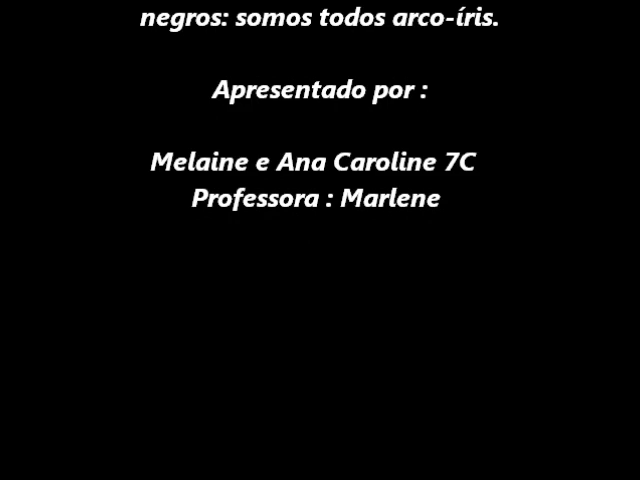 negros: somos todos arco-íris.
Apresentado por :
Melaine e Ana Caroline 7C
Professora : Marlene